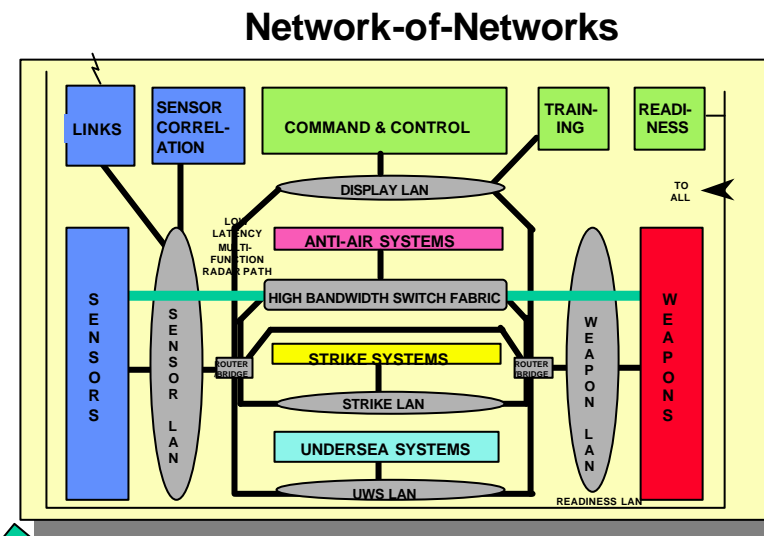 Network-of-Networks
LINKS
SENSOR
CORREL-
ATION
COMMAND & CONTROL
TRAIN-
ING
READI-
NESS
DISPLAY LAN
TO
ALL
LOW
LATENCY
MULTI-
FUNCTION
RADAR PATH
ANTI-AIR SYSTEMS
HIGH BANDWIDTH SWITCH FABRIC
SENSORS
SENSOR LAN
WEAPON LAN
WEAPONS
ROUTER
/BRIDGE
STRIKE SYSTEMS
ROUTER
/BRIDGE
STRIKE LAN
UNDERSEA SYSTEMS
UWS LAN
READINESS LAN